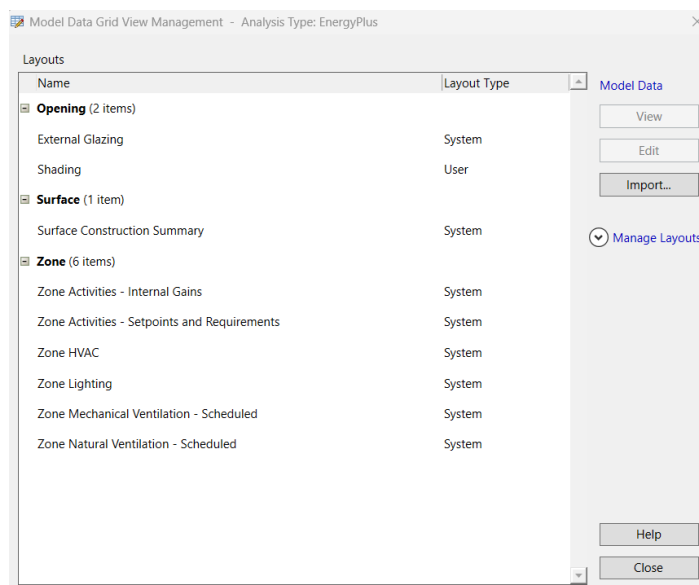 Model Data Grid View Management - Analysis Type: EnergyPlus
Layouts
Name Layout Type
Opening (2 items)
External Glazing System
Shading User
Surface (1 item)
Surface Construction Summary System
Zone (6 items)
Zone Activities - Internal Gains System
Zone Activities - Setpoints and Requirements System
Zone HVAC System
Zone Lighting System
Zone Mechanical Ventilation - Scheduled System
Zone Natural Ventilation - Scheduled System
Model Data
View
Edit
Import...
Manage Layouts
Help
Close